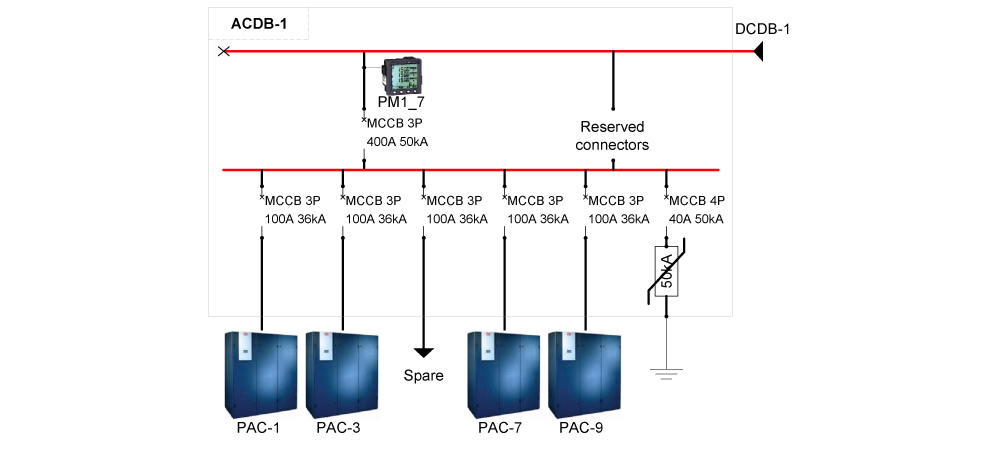 ACDB-1
DCDB-1
PM1_7
MCCB 3P
400A 50kA
Reserved
connectors
MCCB 3P
100A 36kA
MCCB 3P
100A 36kA
MCCB 3P
100A 36kA
MCCB 3P
100A 36kA
MCCB 3P
100A 36kA
MCCB 4P
40A 50kA
50kA
Spare
PAC-1
PAC-3
PAC-7
PAC-9